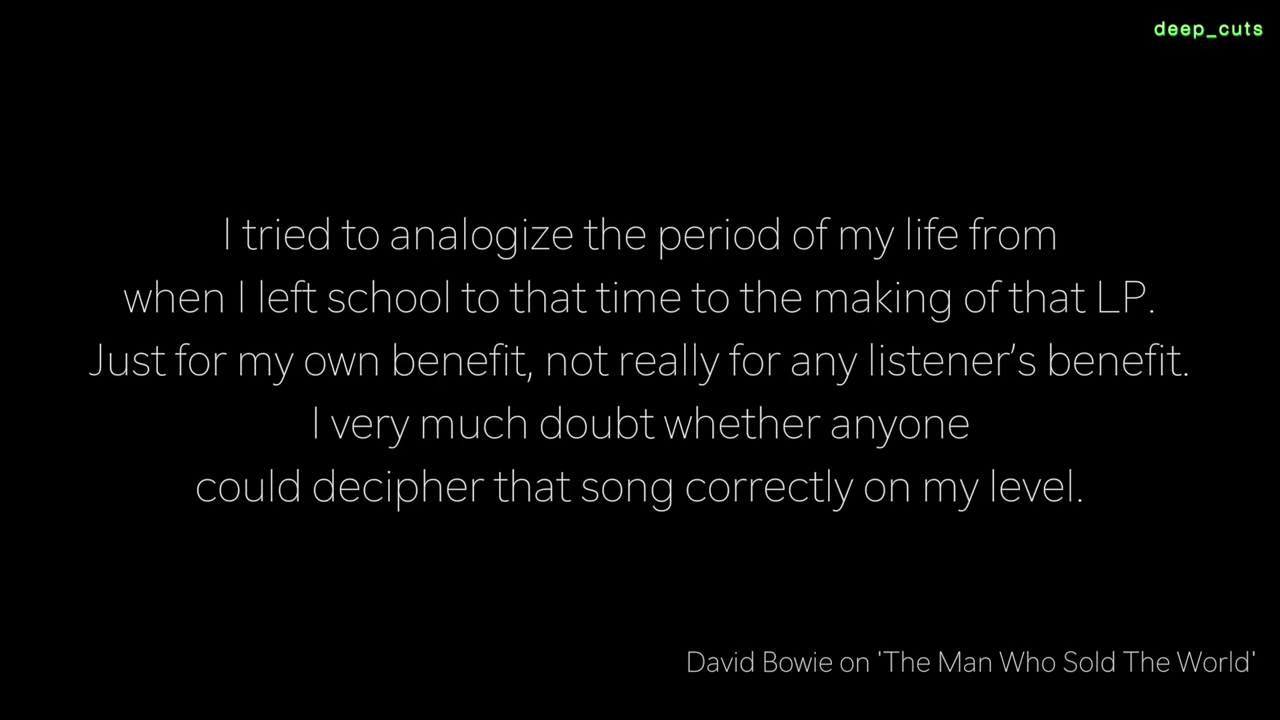 deep_cuts
I tried to analogize the period of my life from
when I left school to that time to the making of that LP.
Just for my own benefit, not really for any listener’s benefit.
I very much doubt whether anyone
could decipher that song correctly on my level.
David Bowie on 'The Man Who Sold The World'